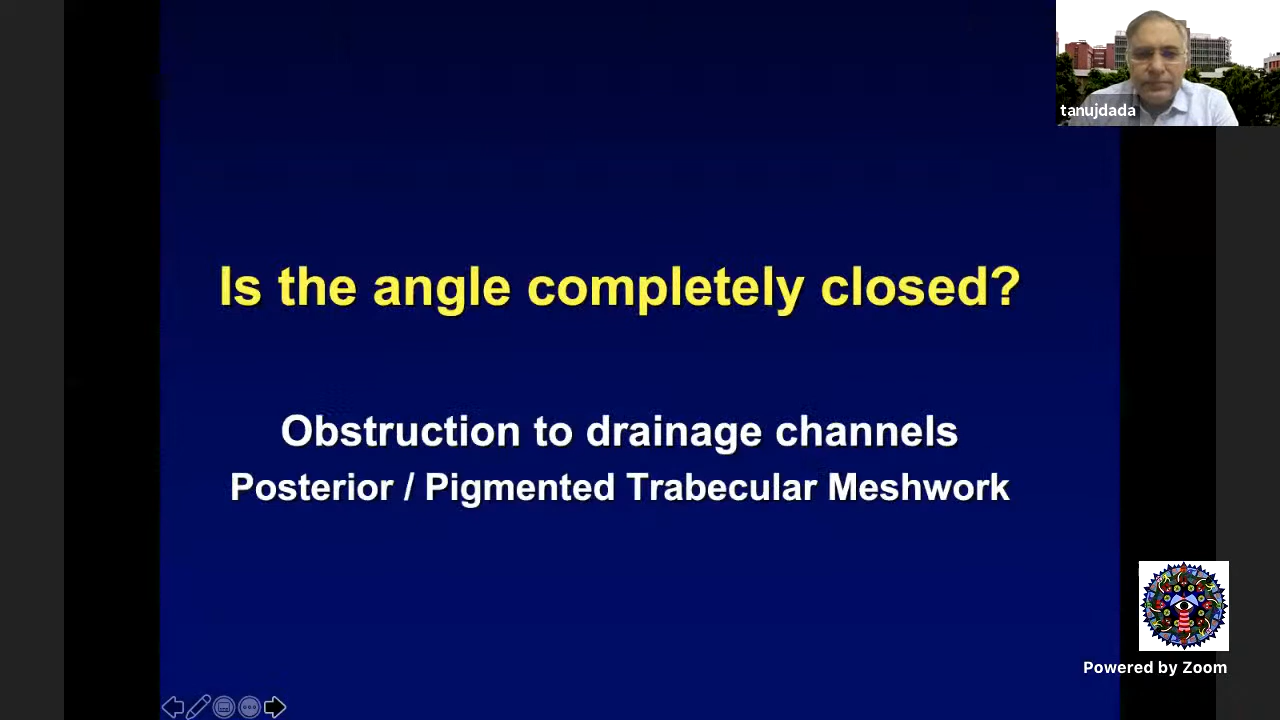 tanujdada
Is the angle completely closed?
Obstruction to drainage channels
Posterior / Pigmented Trabecular Meshwork
Powered by Zoom